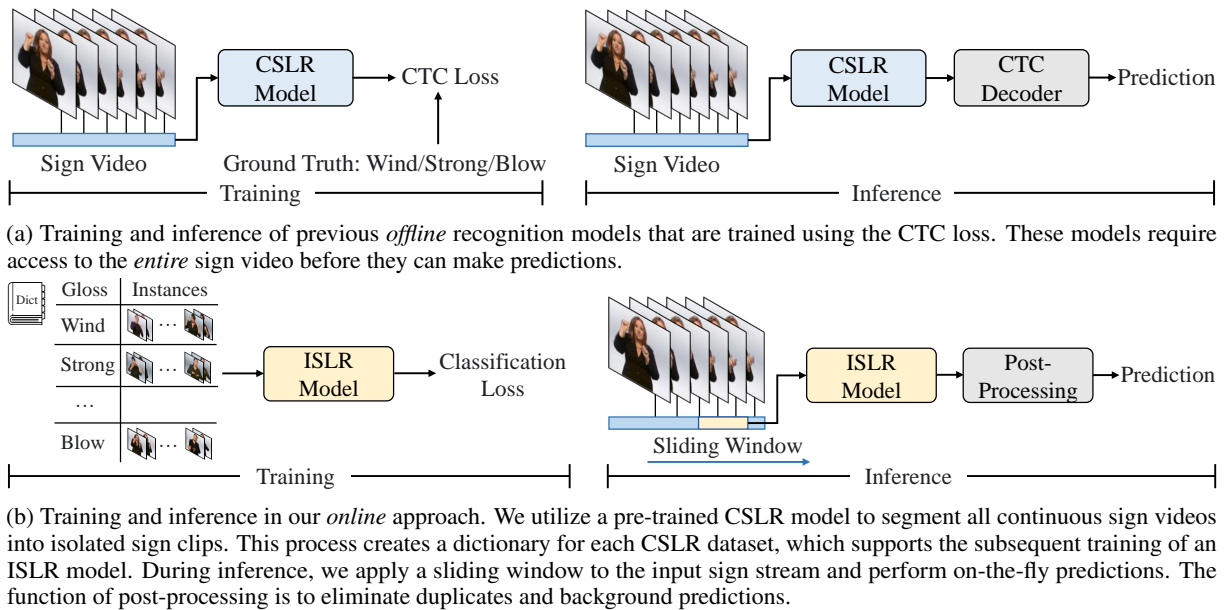 CSLR
Model
CTC Loss
Sign Video
Ground Truth: Wind/Strong/Blow
Training
CSLR
Model
CTC
Decoder
Prediction
Sign Video
Inference
(a) Training and inference of previous offline recognition models that are trained using the CTC loss. These models require
access to the entire sign video before they can make predictions.
Dict
Gloss Instances
Wind ...
Strong ...
...
Blow ...
ISLR
Model
Classification
Loss
Training
ISLR
Model
Post-
Processing
Prediction
Sliding Window
Inference
(b) Training and inference in our online approach. We utilize a pre-trained CSLR model to segment all continuous sign videos
into isolated sign clips. This process creates a dictionary for each CSLR dataset, which supports the subsequent training of an
ISLR model. During inference, we apply a sliding window to the input sign stream and perform on-the-fly predictions. The
function of post-processing is to eliminate duplicates and background predictions.